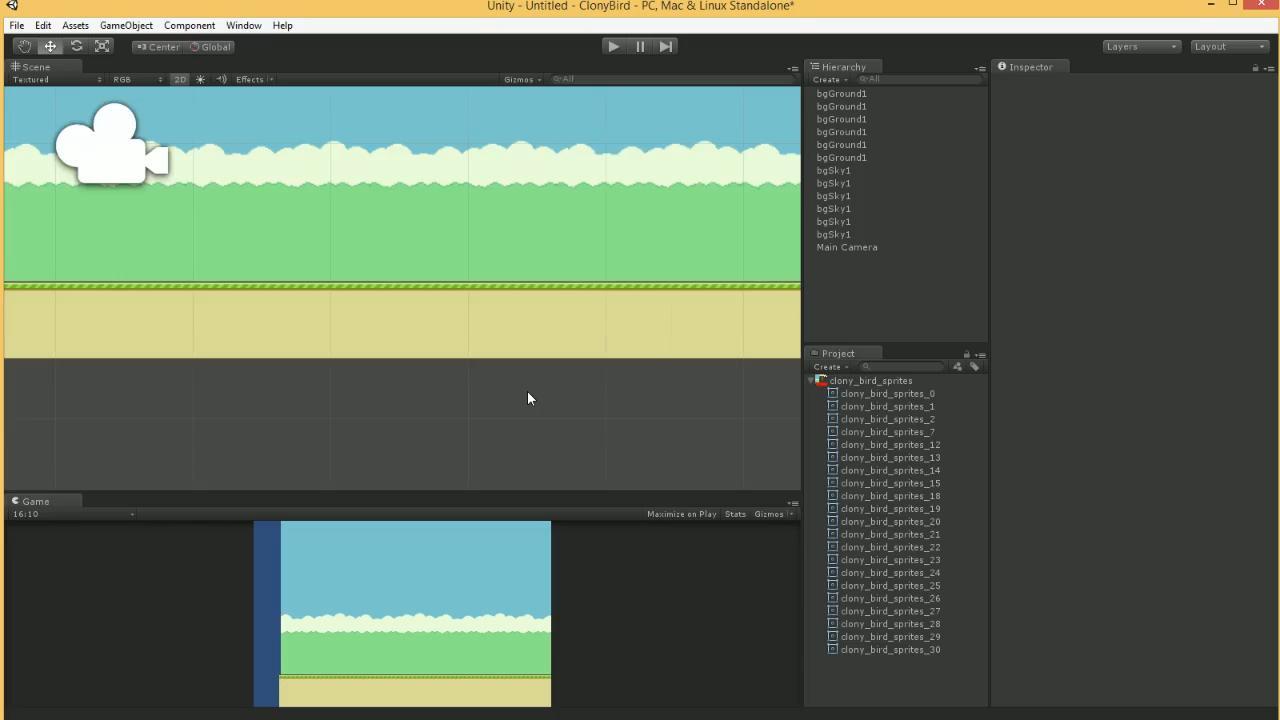 Unity - Untitled - ClonyBird - PC, Mac & Linux Standalone*
File Edit Assets GameObject Component Window Help
Center Global Layers Layout
Scene
Textured RGB 2D Effects Gizmos All
Hierarchy
Create All
bgGround1
bgGround1
bgGround1
bgGround1
bgGround1
bgGround1
bgSky1
bgSky1
bgSky1
bgSky1
bgSky1
bgSky1
Main Camera
Inspector
Project
Create
clony_bird_sprites
clony_bird_sprites_0
clony_bird_sprites_1
clony_bird_sprites_2
clony_bird_sprites_7
clony_bird_sprites_12
clony_bird_sprites_13
clony_bird_sprites_14
clony_bird_sprites_15
clony_bird_sprites_18
clony_bird_sprites_19
clony_bird_sprites_20
clony_bird_sprites_21
clony_bird_sprites_22
clony_bird_sprites_23
clony_bird_sprites_24
clony_bird_sprites_25
clony_bird_sprites_26
clony_bird_sprites_27
clony_bird_sprites_28
clony_bird_sprites_29
clony_bird_sprites_30
Game
16:10 Maximize on Play Stats Gizmos